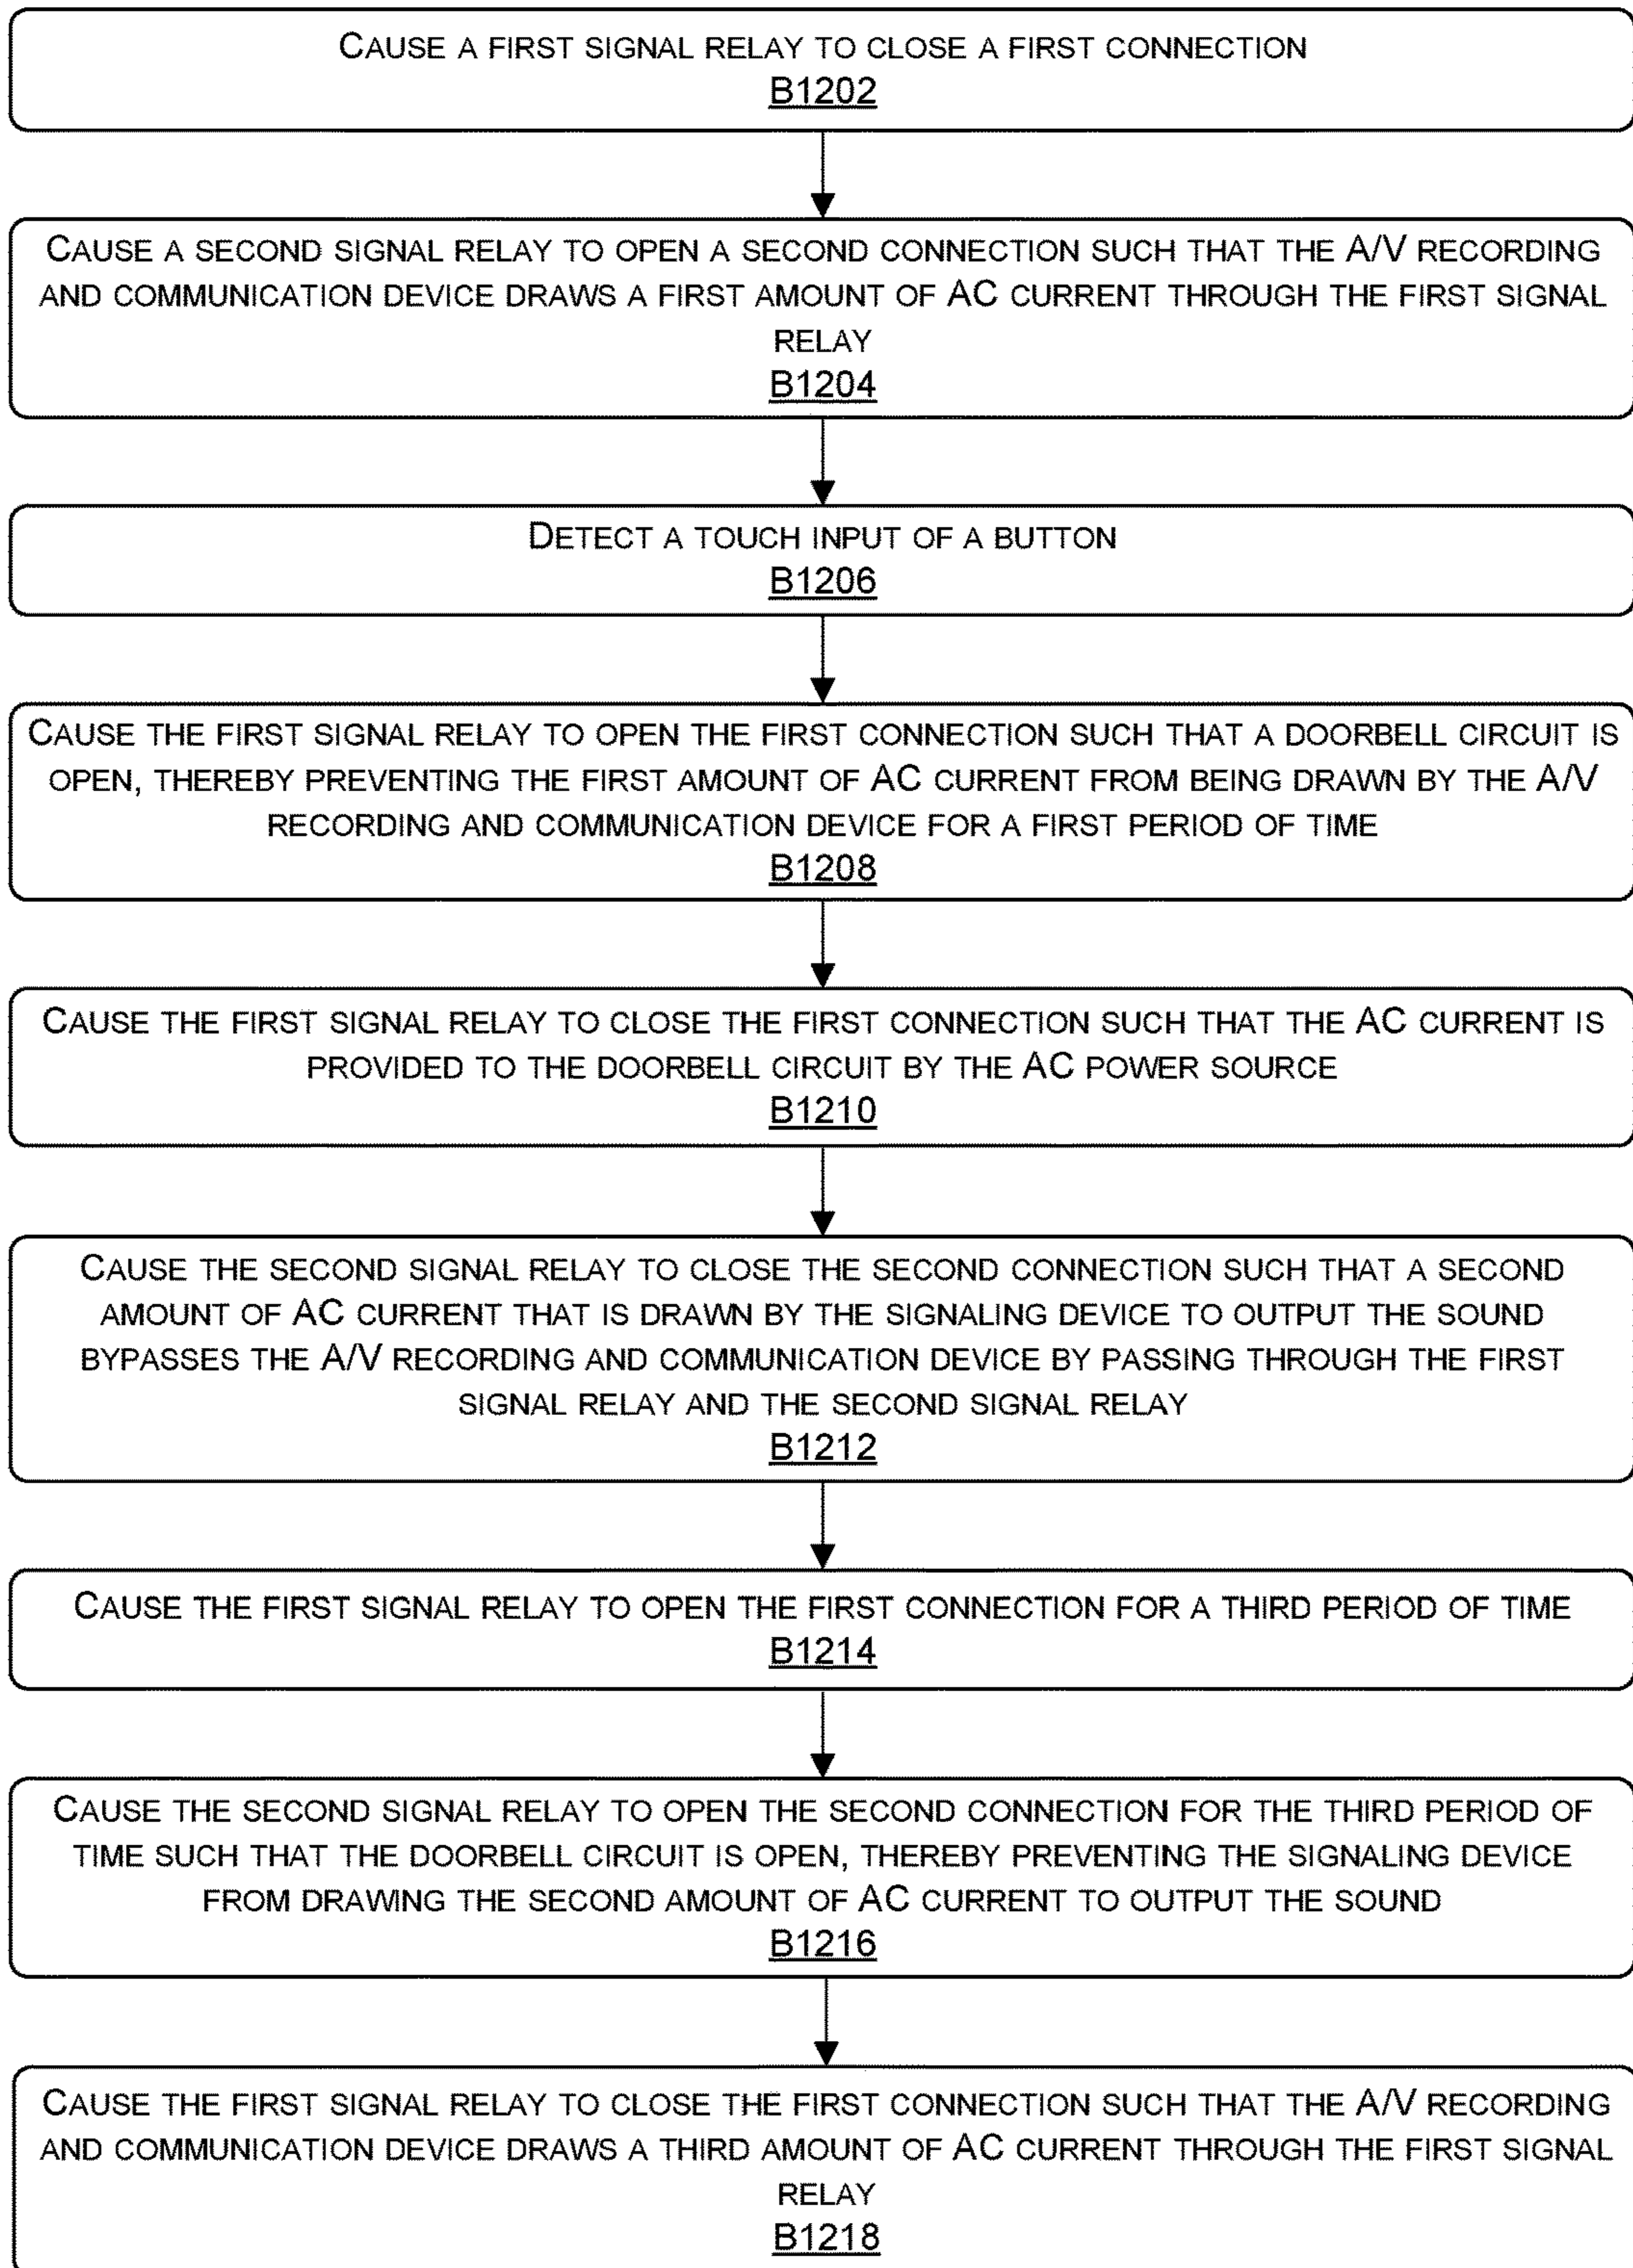 CAUSE A FIRST SIGNAL RELAY TO CLOSE A FIRST CONNECTION
B1202
CAUSE A SECOND SIGNAL RELAY TO OPEN A SECOND CONNECTION SUCH THAT THE A/V RECORDING
AND COMMUNICATION DEVICE DRAWS A FIRST AMOUNT OF AC CURRENT THROUGH THE FIRST SIGNAL
RELAY
B1204
DETECT A TOUCH INPUT OF A BUTTON
B1206
CAUSE THE FIRST SIGNAL RELAY TO OPEN THE FIRST CONNECTION SUCH THAT A DOORBELL CIRCUIT IS
OPEN, THEREBY PREVENTING THE FIRST AMOUNT OF AC CURRENT FROM BEING DRAWN BY THE A/V
RECORDING AND COMMUNICATION DEVICE FOR A FIRST PERIOD OF TIME
B1208
CAUSE THE FIRST SIGNAL RELAY TO CLOSE THE FIRST CONNECTION SUCH THAT THE AC CURRENT IS
PROVIDED TO THE DOORBELL CIRCUIT BY THE AC POWER SOURCE
B1210
CAUSE THE SECOND SIGNAL RELAY TO CLOSE THE SECOND CONNECTION SUCH THAT A SECOND
AMOUNT OF AC CURRENT THAT IS DRAWN BY THE SIGNALING DEVICE TO OUTPUT THE SOUND
BYPASSES THE A/V RECORDING AND COMMUNICATION DEVICE BY PASSING THROUGH THE FIRST
SIGNAL RELAY AND THE SECOND SIGNAL RELAY
B1212
CAUSE THE FIRST SIGNAL RELAY TO OPEN THE FIRST CONNECTION FOR A THIRD PERIOD OF TIME
B1214
CAUSE THE SECOND SIGNAL RELAY TO OPEN THE SECOND CONNECTION FOR THE THIRD PERIOD OF
TIME SUCH THAT THE DOORBELL CIRCUIT IS OPEN, THEREBY PREVENTING THE SIGNALING DEVICE
FROM DRAWING THE SECOND AMOUNT OF AC CURRENT TO OUTPUT THE SOUND
B1216
CAUSE THE FIRST SIGNAL RELAY TO CLOSE THE FIRST CONNECTION SUCH THAT THE A/V RECORDING
AND COMMUNICATION DEVICE DRAWS A THIRD AMOUNT OF AC CURRENT THROUGH THE FIRST SIGNAL
RELAY
B1218